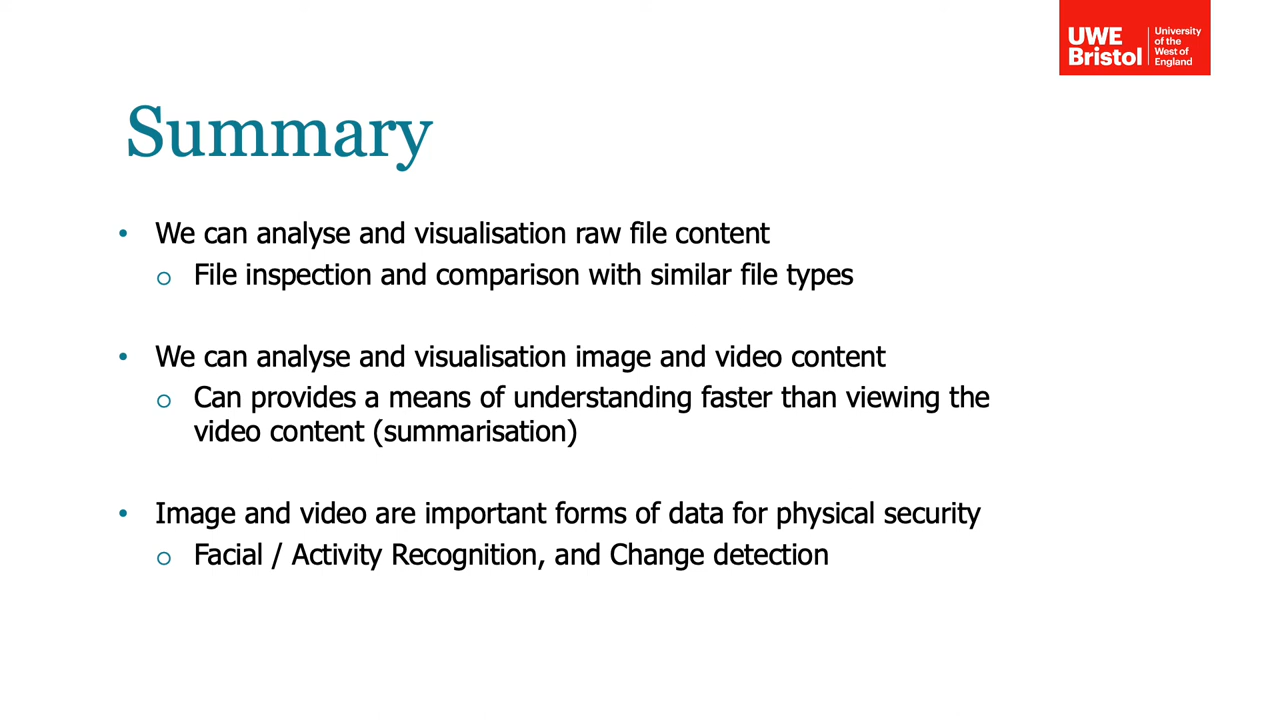 UWE
Bristol
University
of the
West of
England
Summary
• We can analyse and visualisation raw file content
o File inspection and comparison with similar file types
• We can analyse and visualisation image and video content
o Can provides a means of understanding faster than viewing the
video content (summarisation)
• Image and video are important forms of data for physical security
o Facial / Activity Recognition, and Change detection